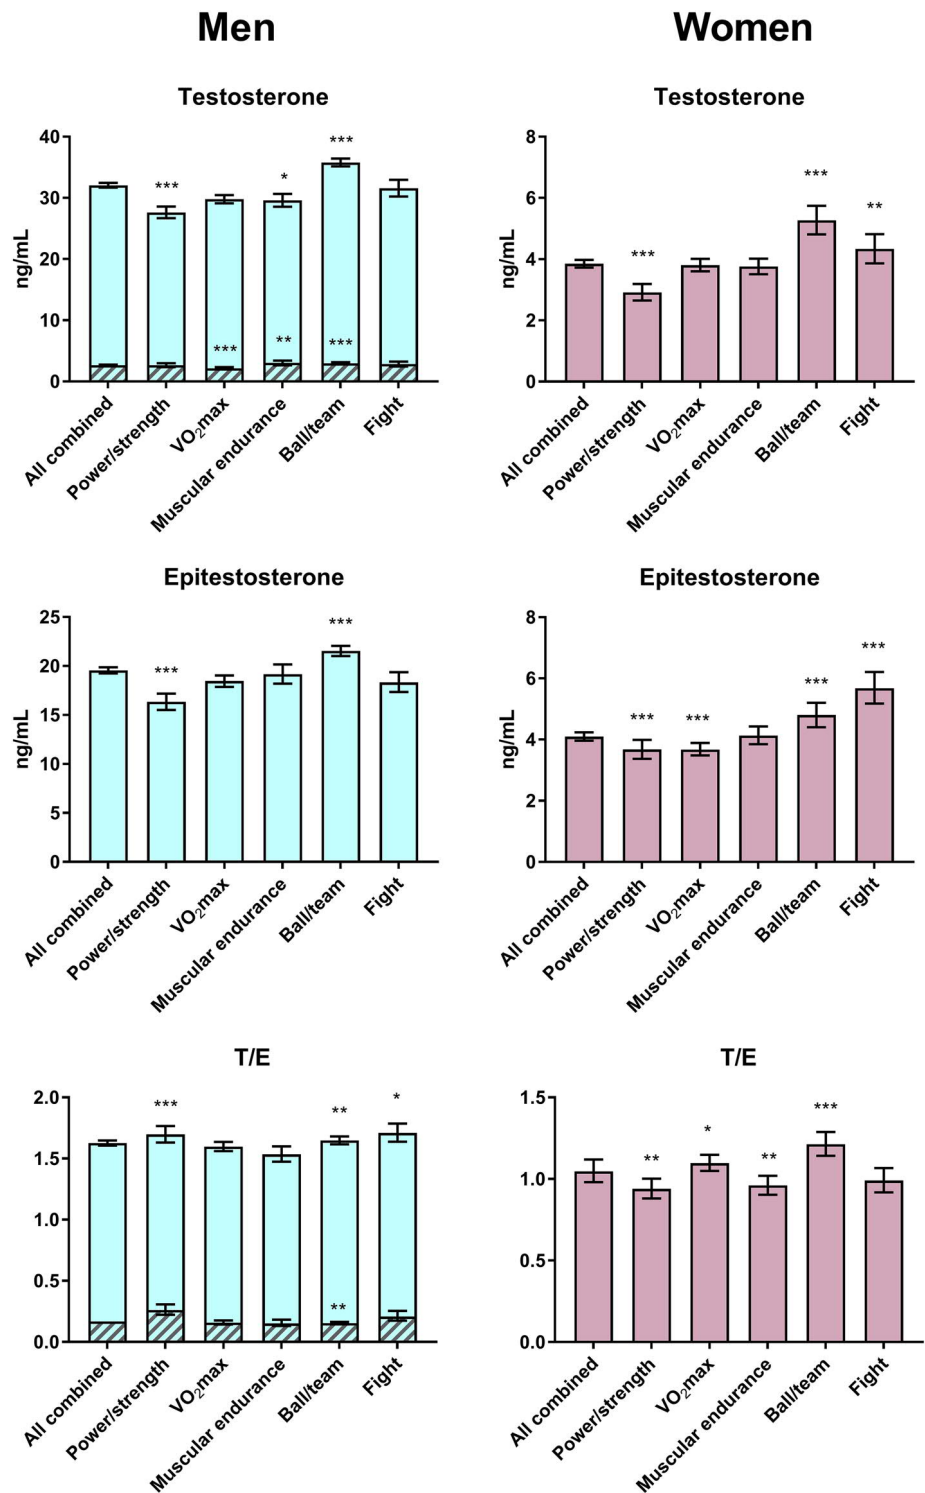 Men
Women
Testosterone
ng/mL
40
30
20
10
0
***
*
***
***
**
***
All combined
Power/strength
VO₂max
Muscular endurance
Ball/team
Fight
Testosterone
ng/mL
8
6
4
2
0
***
***
**
All combined
Power/strength
VO₂max
Muscular endurance
Ball/team
Fight
Epitestosterone
ng/mL
25
20
15
10
5
0
***
***
All combined
Power/strength
VO₂max
Muscular endurance
Ball/team
Fight
Epitestosterone
ng/mL
8
6
4
2
0
***
***
***
***
All combined
Power/strength
VO₂max
Muscular endurance
Ball/team
Fight
T/E
2.0
1.5
1.0
0.5
0.0
***
**
*
**
All combined
Power/strength
VO₂max
Muscular endurance
Ball/team
Fight
T/E
1.5
1.0
0.5
0.0
**
*
**
***
All combined
Power/strength
VO₂max
Muscular endurance
Ball/team
Fight